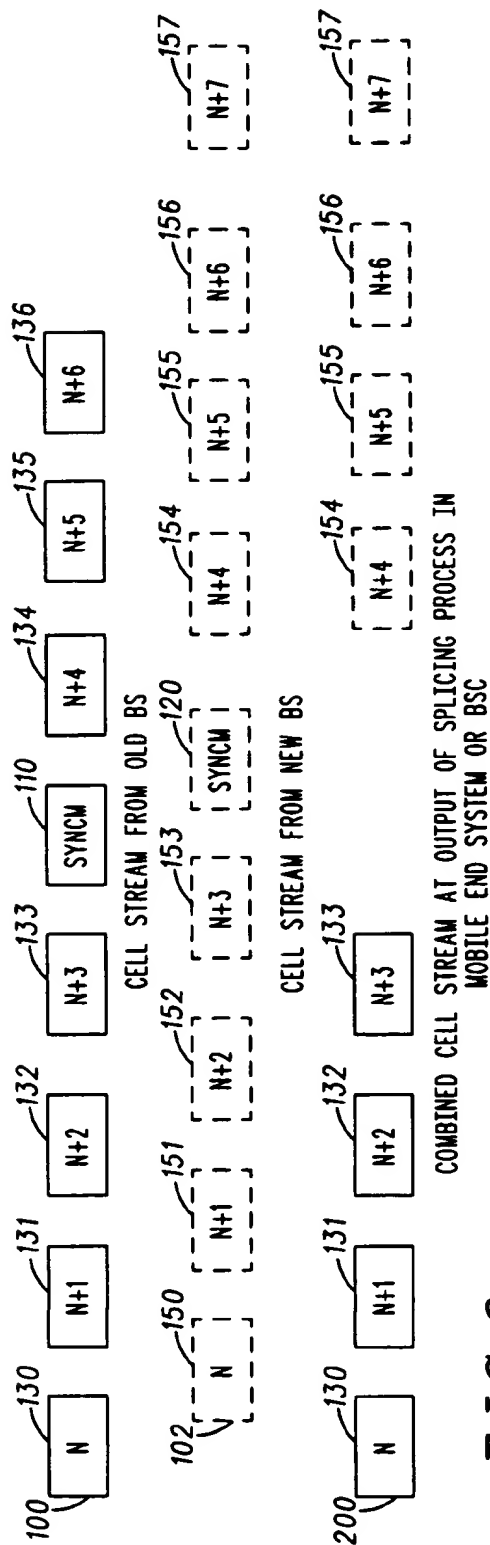 130 131 132 133 110 134 135 136
100 N N+1 N+2 N+3 SYNCM N+4 N+5 N+6
CELL STREAM FROM OLD BS
150 151 152 153 120 154 155 156 157
102 N N+1 N+2 N+3 SYNCM N+4 N+5 N+6 N+7
CELL STREAM FROM NEW BS
130 131 132 133 154 155 156 157
200 N N+1 N+2 N+3 N+4 N+5 N+6 N+7
COMBINED CELL STREAM AT OUTPUT OF SPLICING PROCESS IN
MOBILE END SYSTEM OR BSC